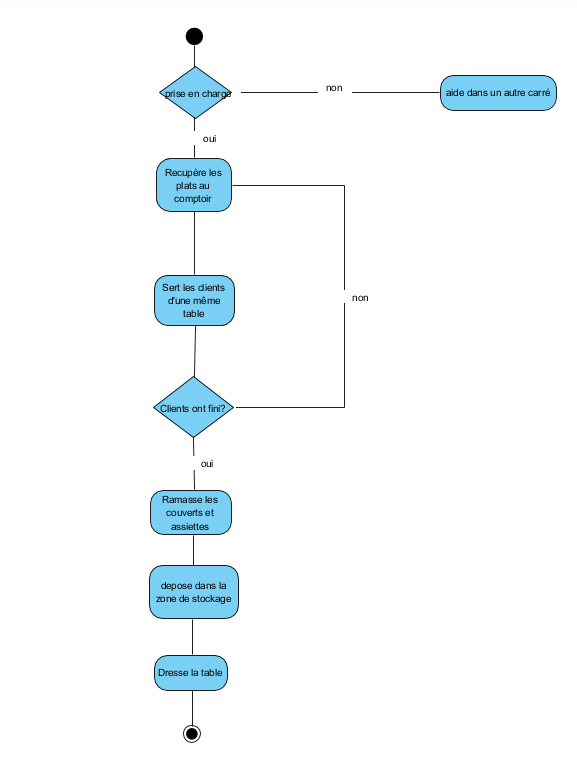 prise en charge
non
aide dans un autre carré
oui
Recupère les
plats au
comptoir
Sert les clients
d'une même
table
non
Clients ont fini?
oui
Ramasse les
couverts et
assiettes
depose dans la
zone de stockage
Dresse la table